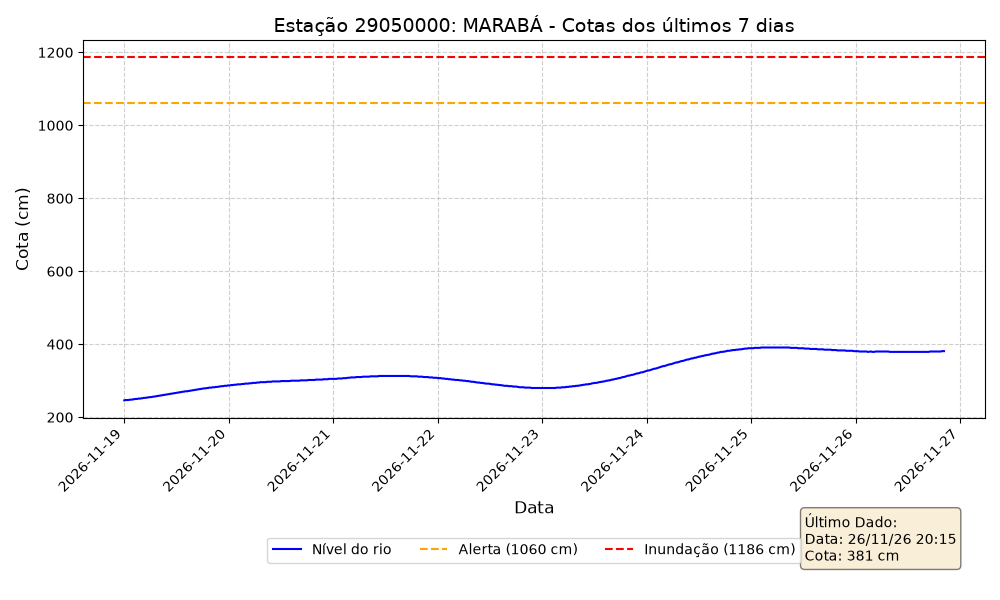 Estação 29050000: MARABÁ - Cotas dos últimos 7 dias
1200
1000
800
600
400
200
Cota (cm)
2026-11-19
2026-11-20
2026-11-21
2026-11-22
2026-11-23
2026-11-24
2026-11-25
2026-11-26
2026-11-27
Data
Nível do rio
Alerta (1060 cm)
Inundação (1186 cm)
Último Dado:
Data: 26/11/26 20:15
Cota: 381 cm